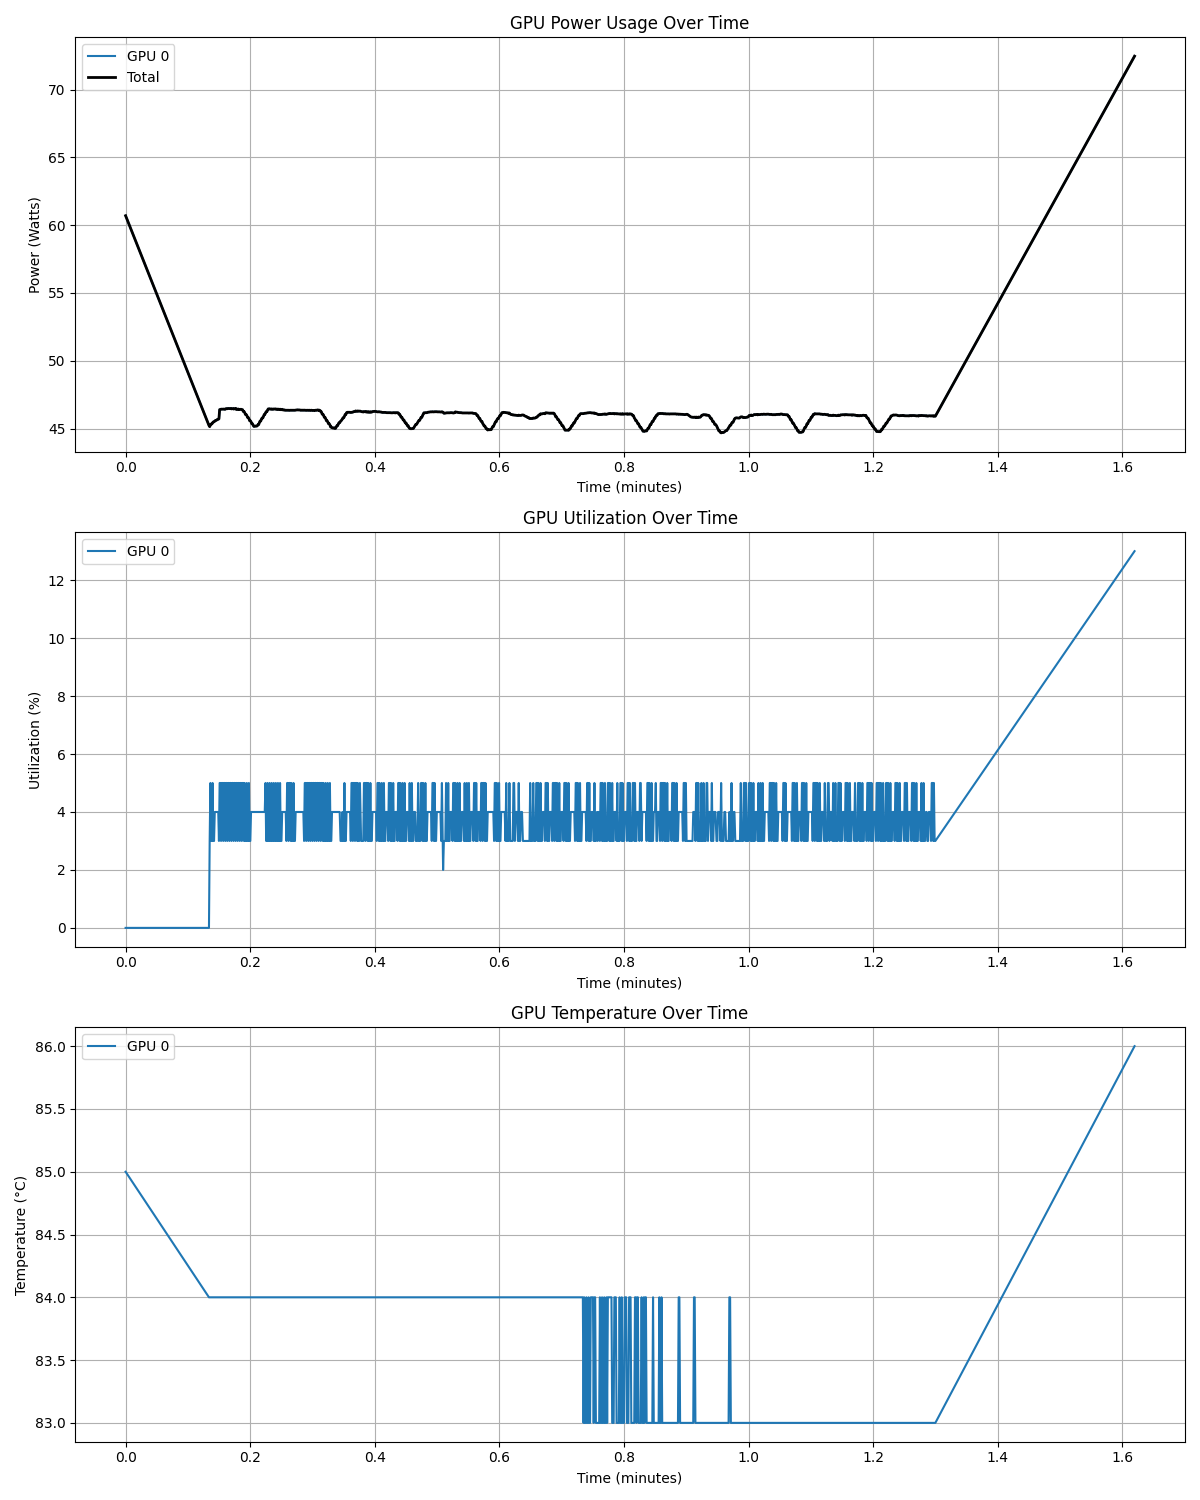 GPU Power Usage Over Time
GPU 0
Total
Power (Watts)
70
65
60
55
50
45
0.0 0.2 0.4 0.6 0.8 1.0 1.2 1.4 1.6
Time (minutes)
GPU Utilization Over Time
GPU 0
Utilization (%)
12
10
8
6
4
2
0
0.0 0.2 0.4 0.6 0.8 1.0 1.2 1.4 1.6
Time (minutes)
GPU Temperature Over Time
GPU 0
Temperature (°C)
86.0
85.5
85.0
84.5
84.0
83.5
83.0
0.0 0.2 0.4 0.6 0.8 1.0 1.2 1.4 1.6
Time (minutes)